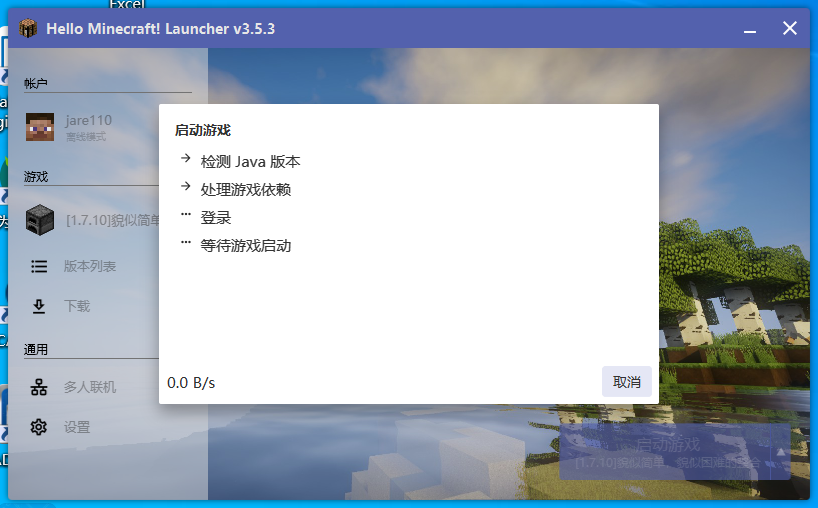 Excel
Hello Minecraft! Launcher v3.5.3
帐户
jare110
离线模式
游戏
[1.7.10]貌似简单
版本列表
下载
通用
多人联机
设置
启动游戏
检测 Java 版本
处理游戏依赖
登录
等待游戏启动
0.0 B/s
取消
启动游戏
[1.7.10]貌似简单，貌似困难的